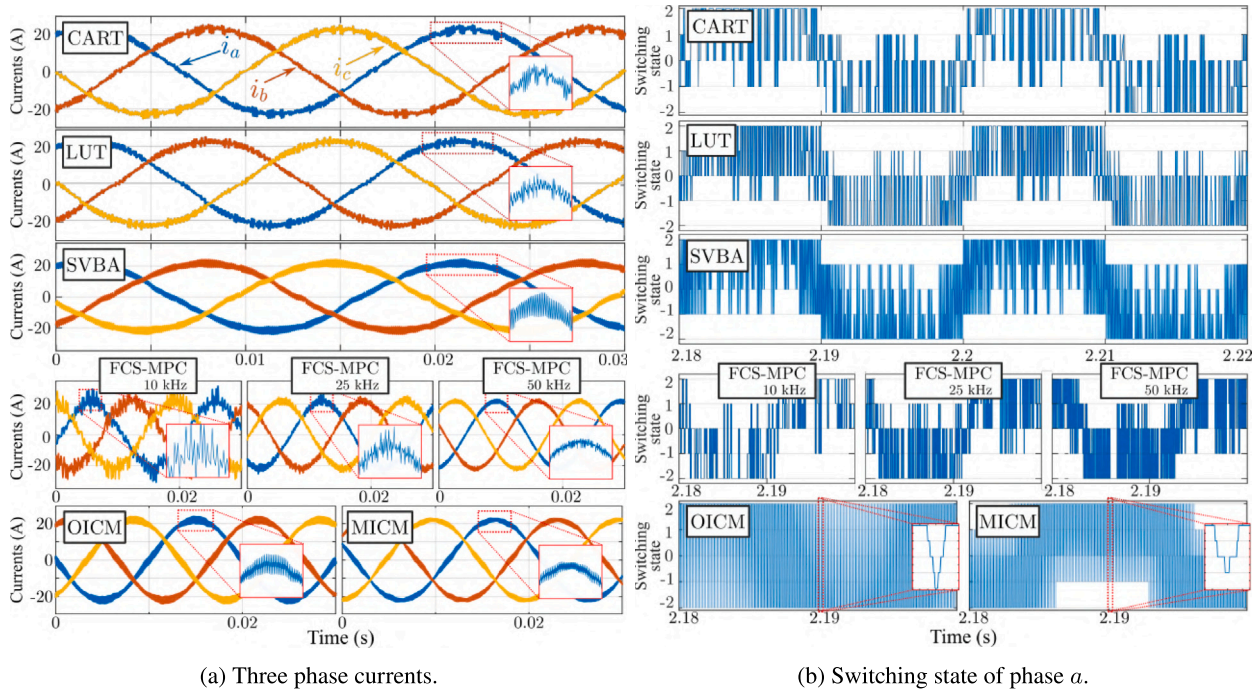 20
0
-20
Currents (A)
CART
i_a
i_b
i_c
20
0
-20
Currents (A)
LUT
20
0
-20
Currents (A)
SVBA
0
0.01
0.02
0.03
20
0
-20
Currents (A)
FCS-MPC
10 kHz
FCS-MPC
25 kHz
FCS-MPC
50 kHz
0
0.02
0
0.02
0
0.02
20
0
-20
Currents (A)
OICM
MICM
0
0.02
0
0.02
Time (s)
(a) Three phase currents.
2
1
0
-1
-2
Switching
state
CART
2
1
0
-1
-2
Switching
state
LUT
2
1
0
-1
-2
Switching
state
SVBA
2.18
2.19
2.2
2.21
2.22
2
1
0
-1
-2
Switching
state
FCS-MPC
10 kHz
FCS-MPC
25 kHz
FCS-MPC
50 kHz
2.18
2.19
2.18
2.19
2.18
2.19
2
1
0
-1
-2
Switching
state
OICM
MICM
2.18
2.19
2.18
2.19
Time (s)
(b) Switching state of phase a.